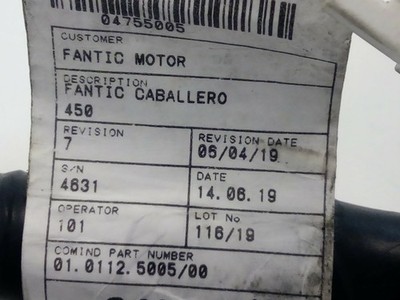 04755005
CUSTOMER
FANTIC MOTOR
DESCRIPTION
FANTIC CABALLERO
450
REVISION
7
REVISION DATE
06/04/19
S/N
4631
DATE
14.06.19
OPERATOR
101
LOT No
116/19
COMIND PART NUMBER
01.0112.5005/00